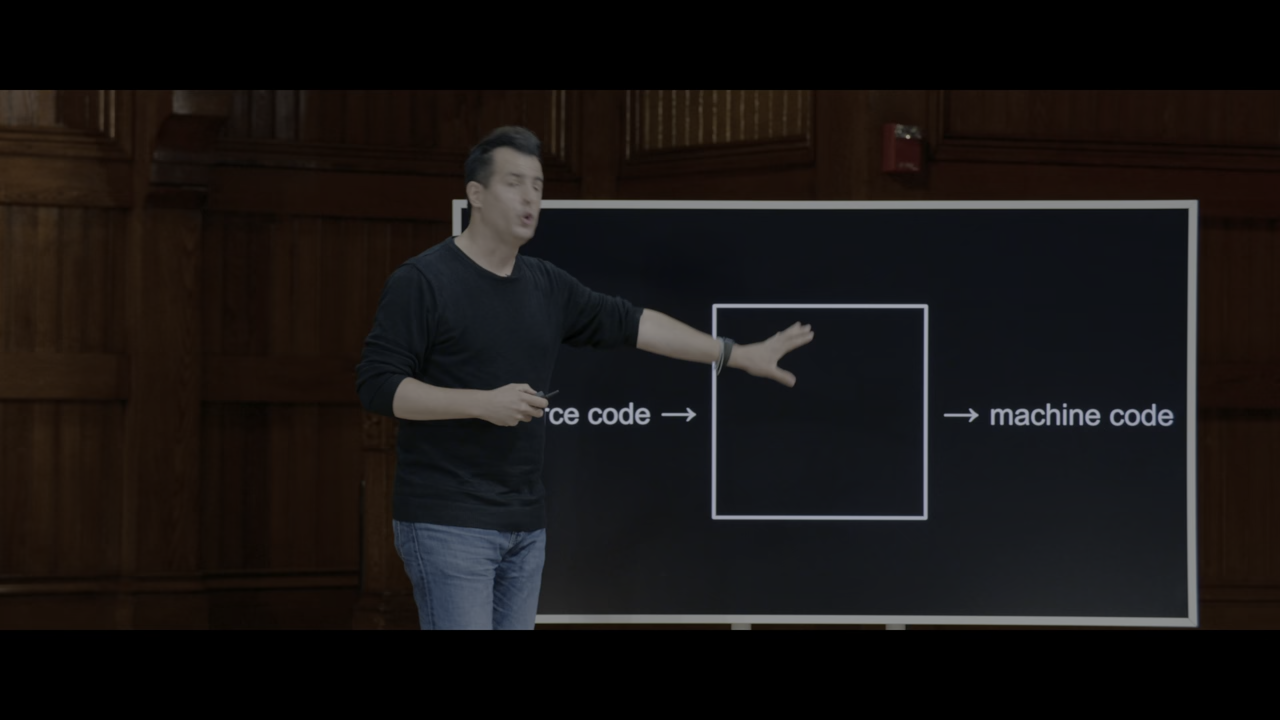 rce code → → machine code